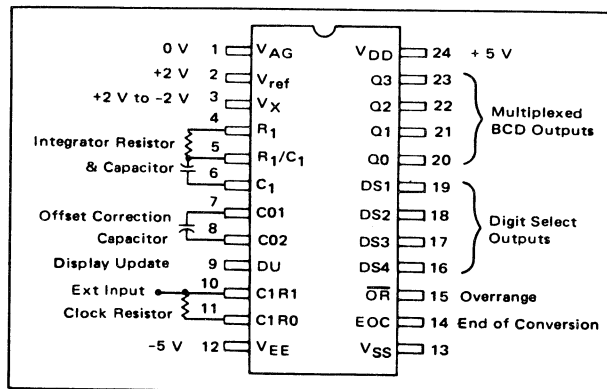 0 V 1 VAG VDD 24 + 5 V
+2V 2 Vref Q3 23
+2 V to -2 V 3 VX Q2 22
Multiplexed
BCD Outputs
4 R1 Q1 21
Integrator Resistor
& Capacitor
5 R1/C1 Q0 20
6 C1 DS1 19
7 C01 DS2 18
Offset Correction
Capacitor
Digit Select
Outputs
8 C02 DS3 17
Display Update 9 DU DS4 16
Ext Input 10 C1R1 OR 15 Overrange
Clock Resistor 11 C1R0 EOC 14 End of Conversion
-5 V 12 VEE VSS 13